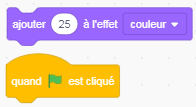 ajouter 25 à l'effet couleur
quand est cliqué